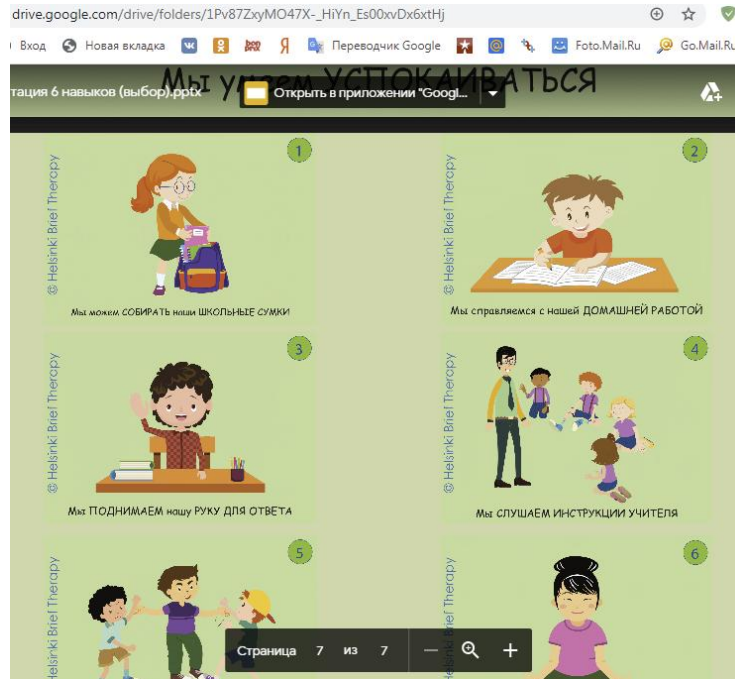 drive.google.com/drive/folders/1Pv87ZxyMO47X-_HiYn_Es00xvDx6xtHj
Вход Новая вкладка Переводчик Google Foto.Mail.Ru Go.Mail.Ru
Мы умеем УСПОКАИВАТЬСЯ
тация 6 навыков (выбор).pptx
Открыть в приложении "Googl...
1
© Helsinki Brief Therapy
Мы можем СОБИРАТЬ наши ШКОЛЬНЫЕ СУМКИ
2
© Helsinki Brief Therapy
Мы справляемся с нашей ДОМАШНЕЙ РАБОТОЙ
3
© Helsinki Brief Therapy
Мы ПОДНИМАЕМ нашу РУКУ ДЛЯ ОТВЕТА
4
© Helsinki Brief Therapy
Мы СЛУШАЕМ ИНСТРУКЦИИ УЧИТЕЛЯ
5
Helsinki Brief Therapy
6
Helsinki Brief Therapy
Страница 7 из 7